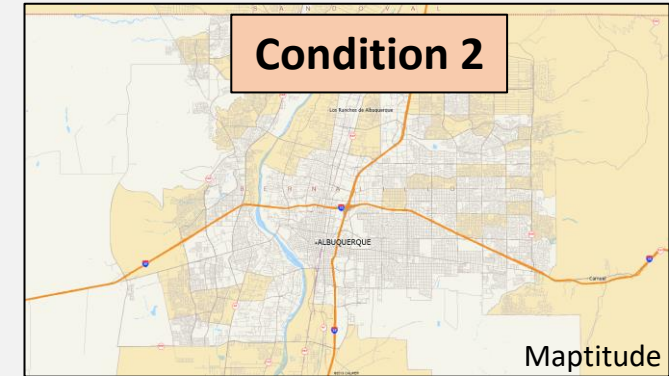 S A N D O V A L
Condition 2
Los Ranchos de Albuquerque
B E R N A L I L L O
ALBUQUERQUE
Carnuel
Maptitude